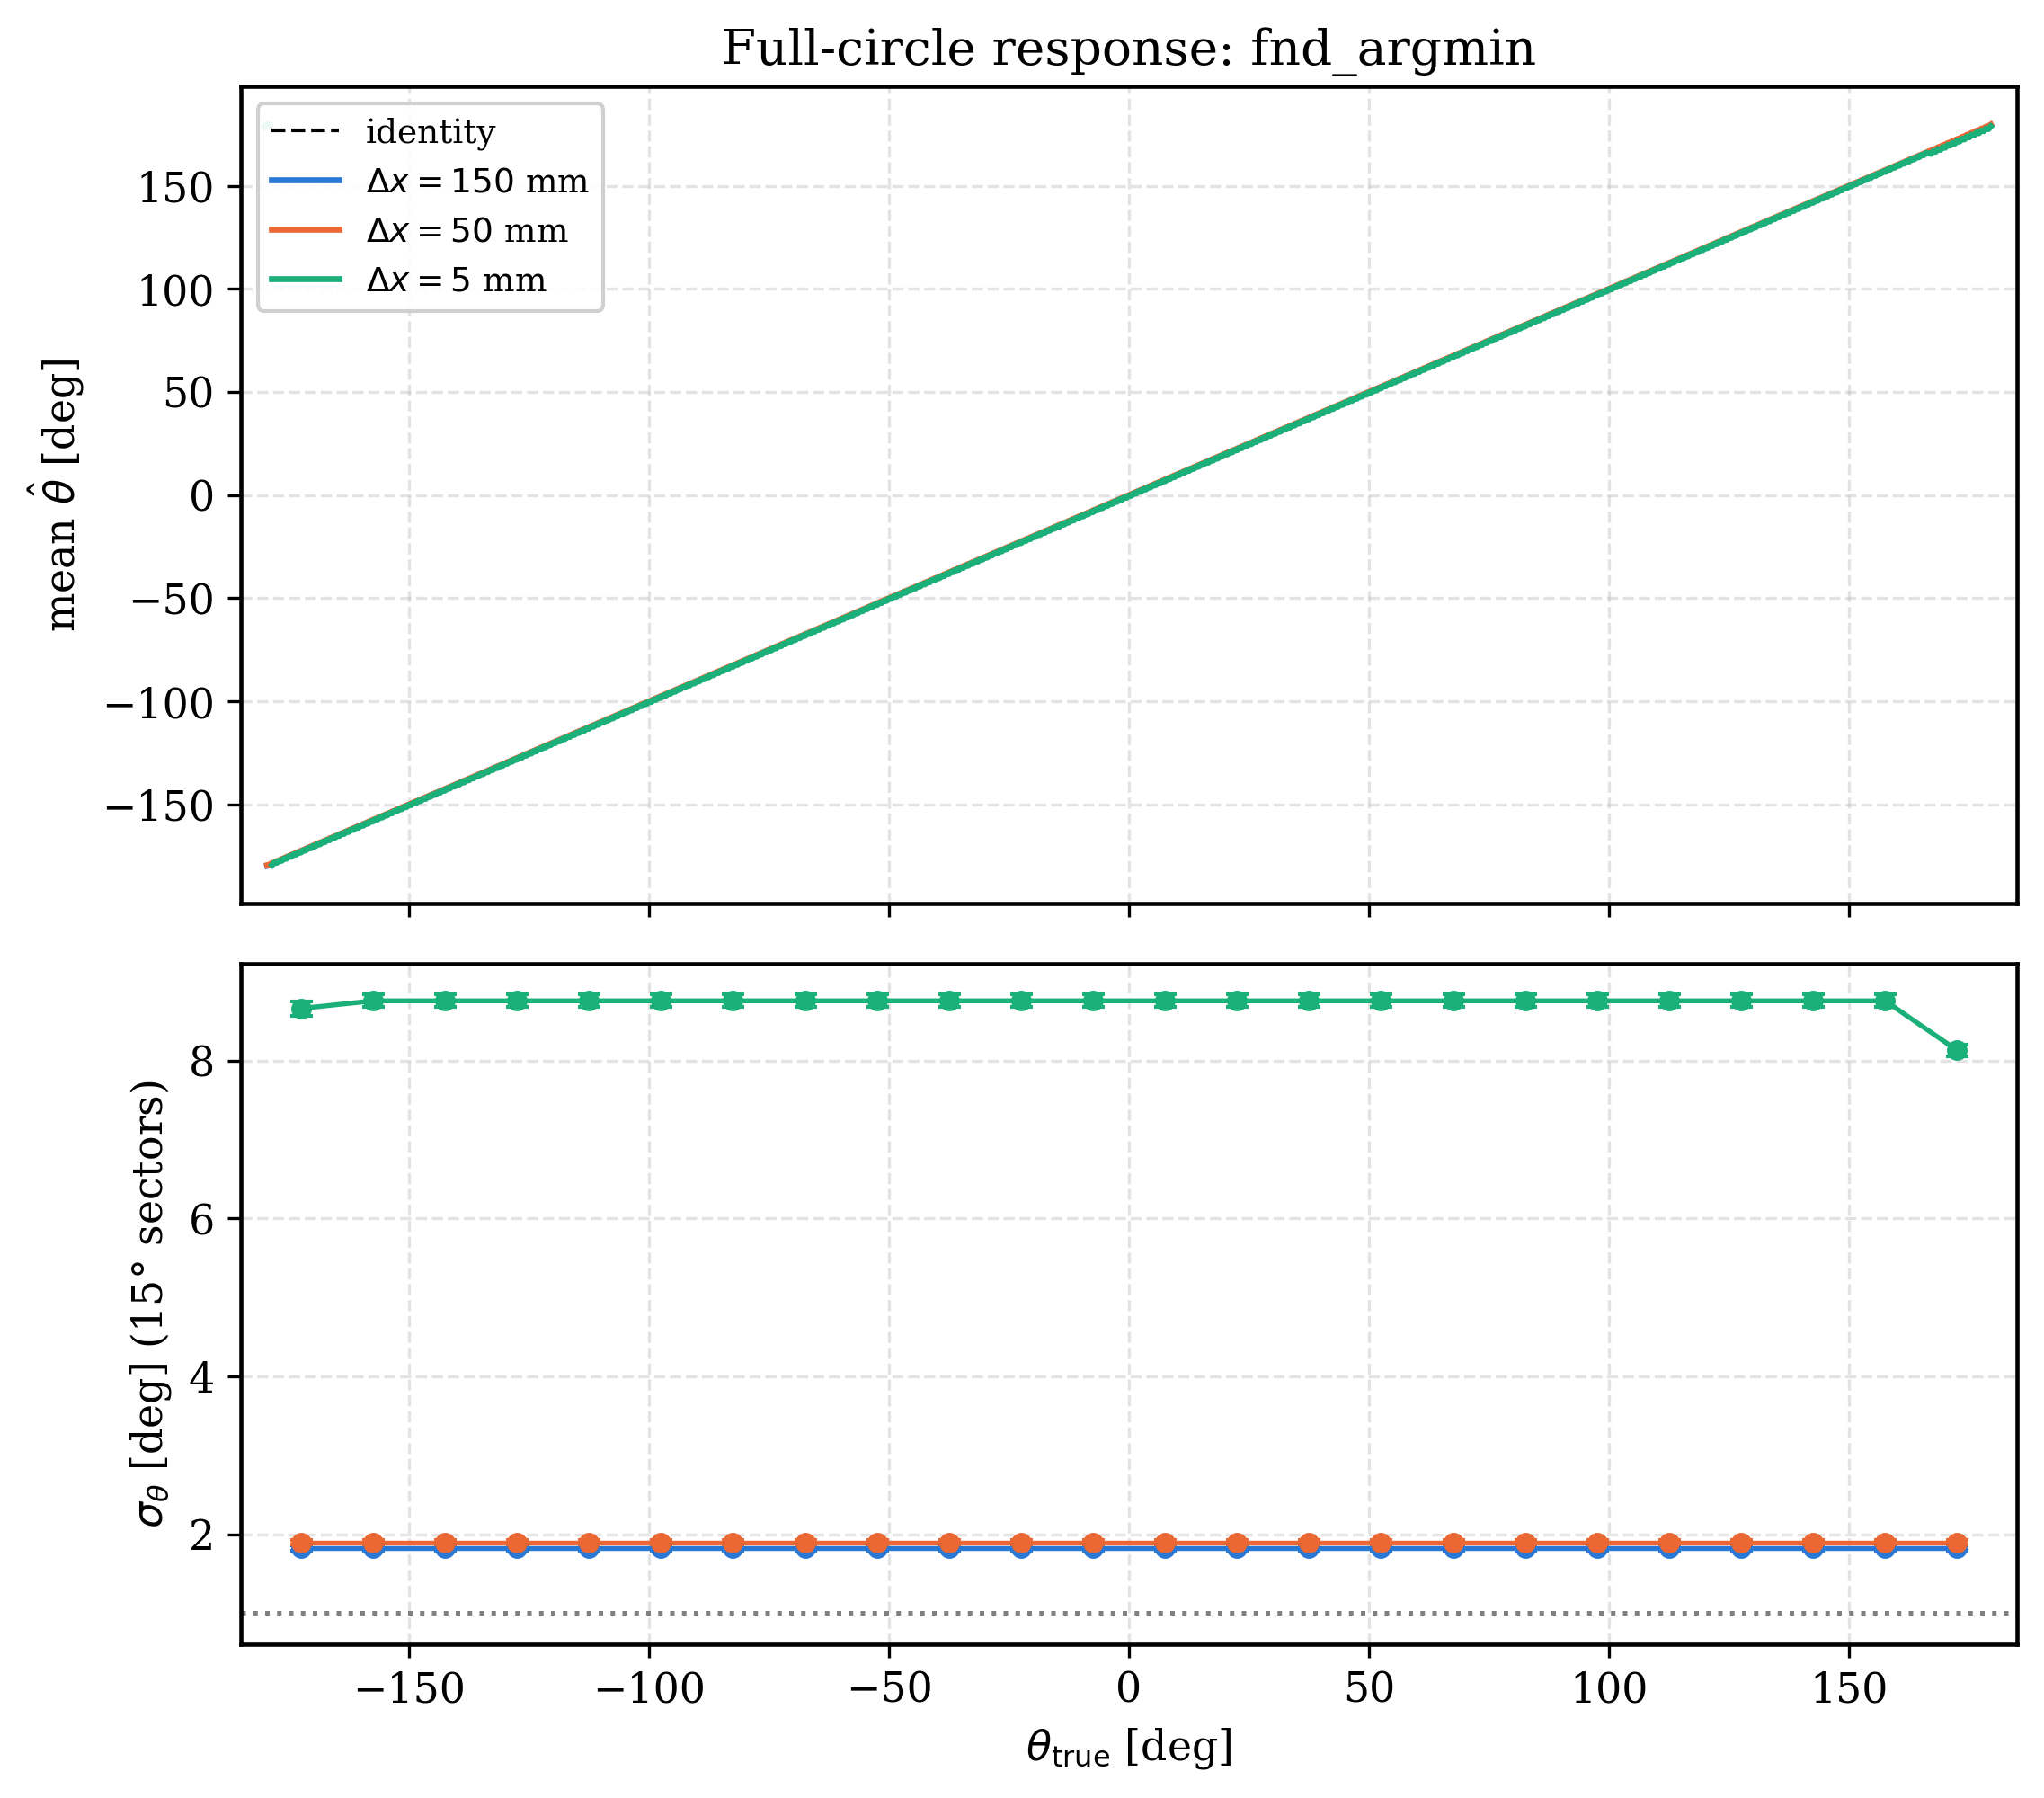 Full-circle response: fnd_argmin
identity
Δx = 150 mm
Δx = 50 mm
Δx = 5 mm
mean θ̂ [deg]
150
100
50
0
−50
−100
−150
σθ [deg] (15° sectors)
8
6
4
2
−150 −100 −50 0 50 100 150
θtrue [deg]